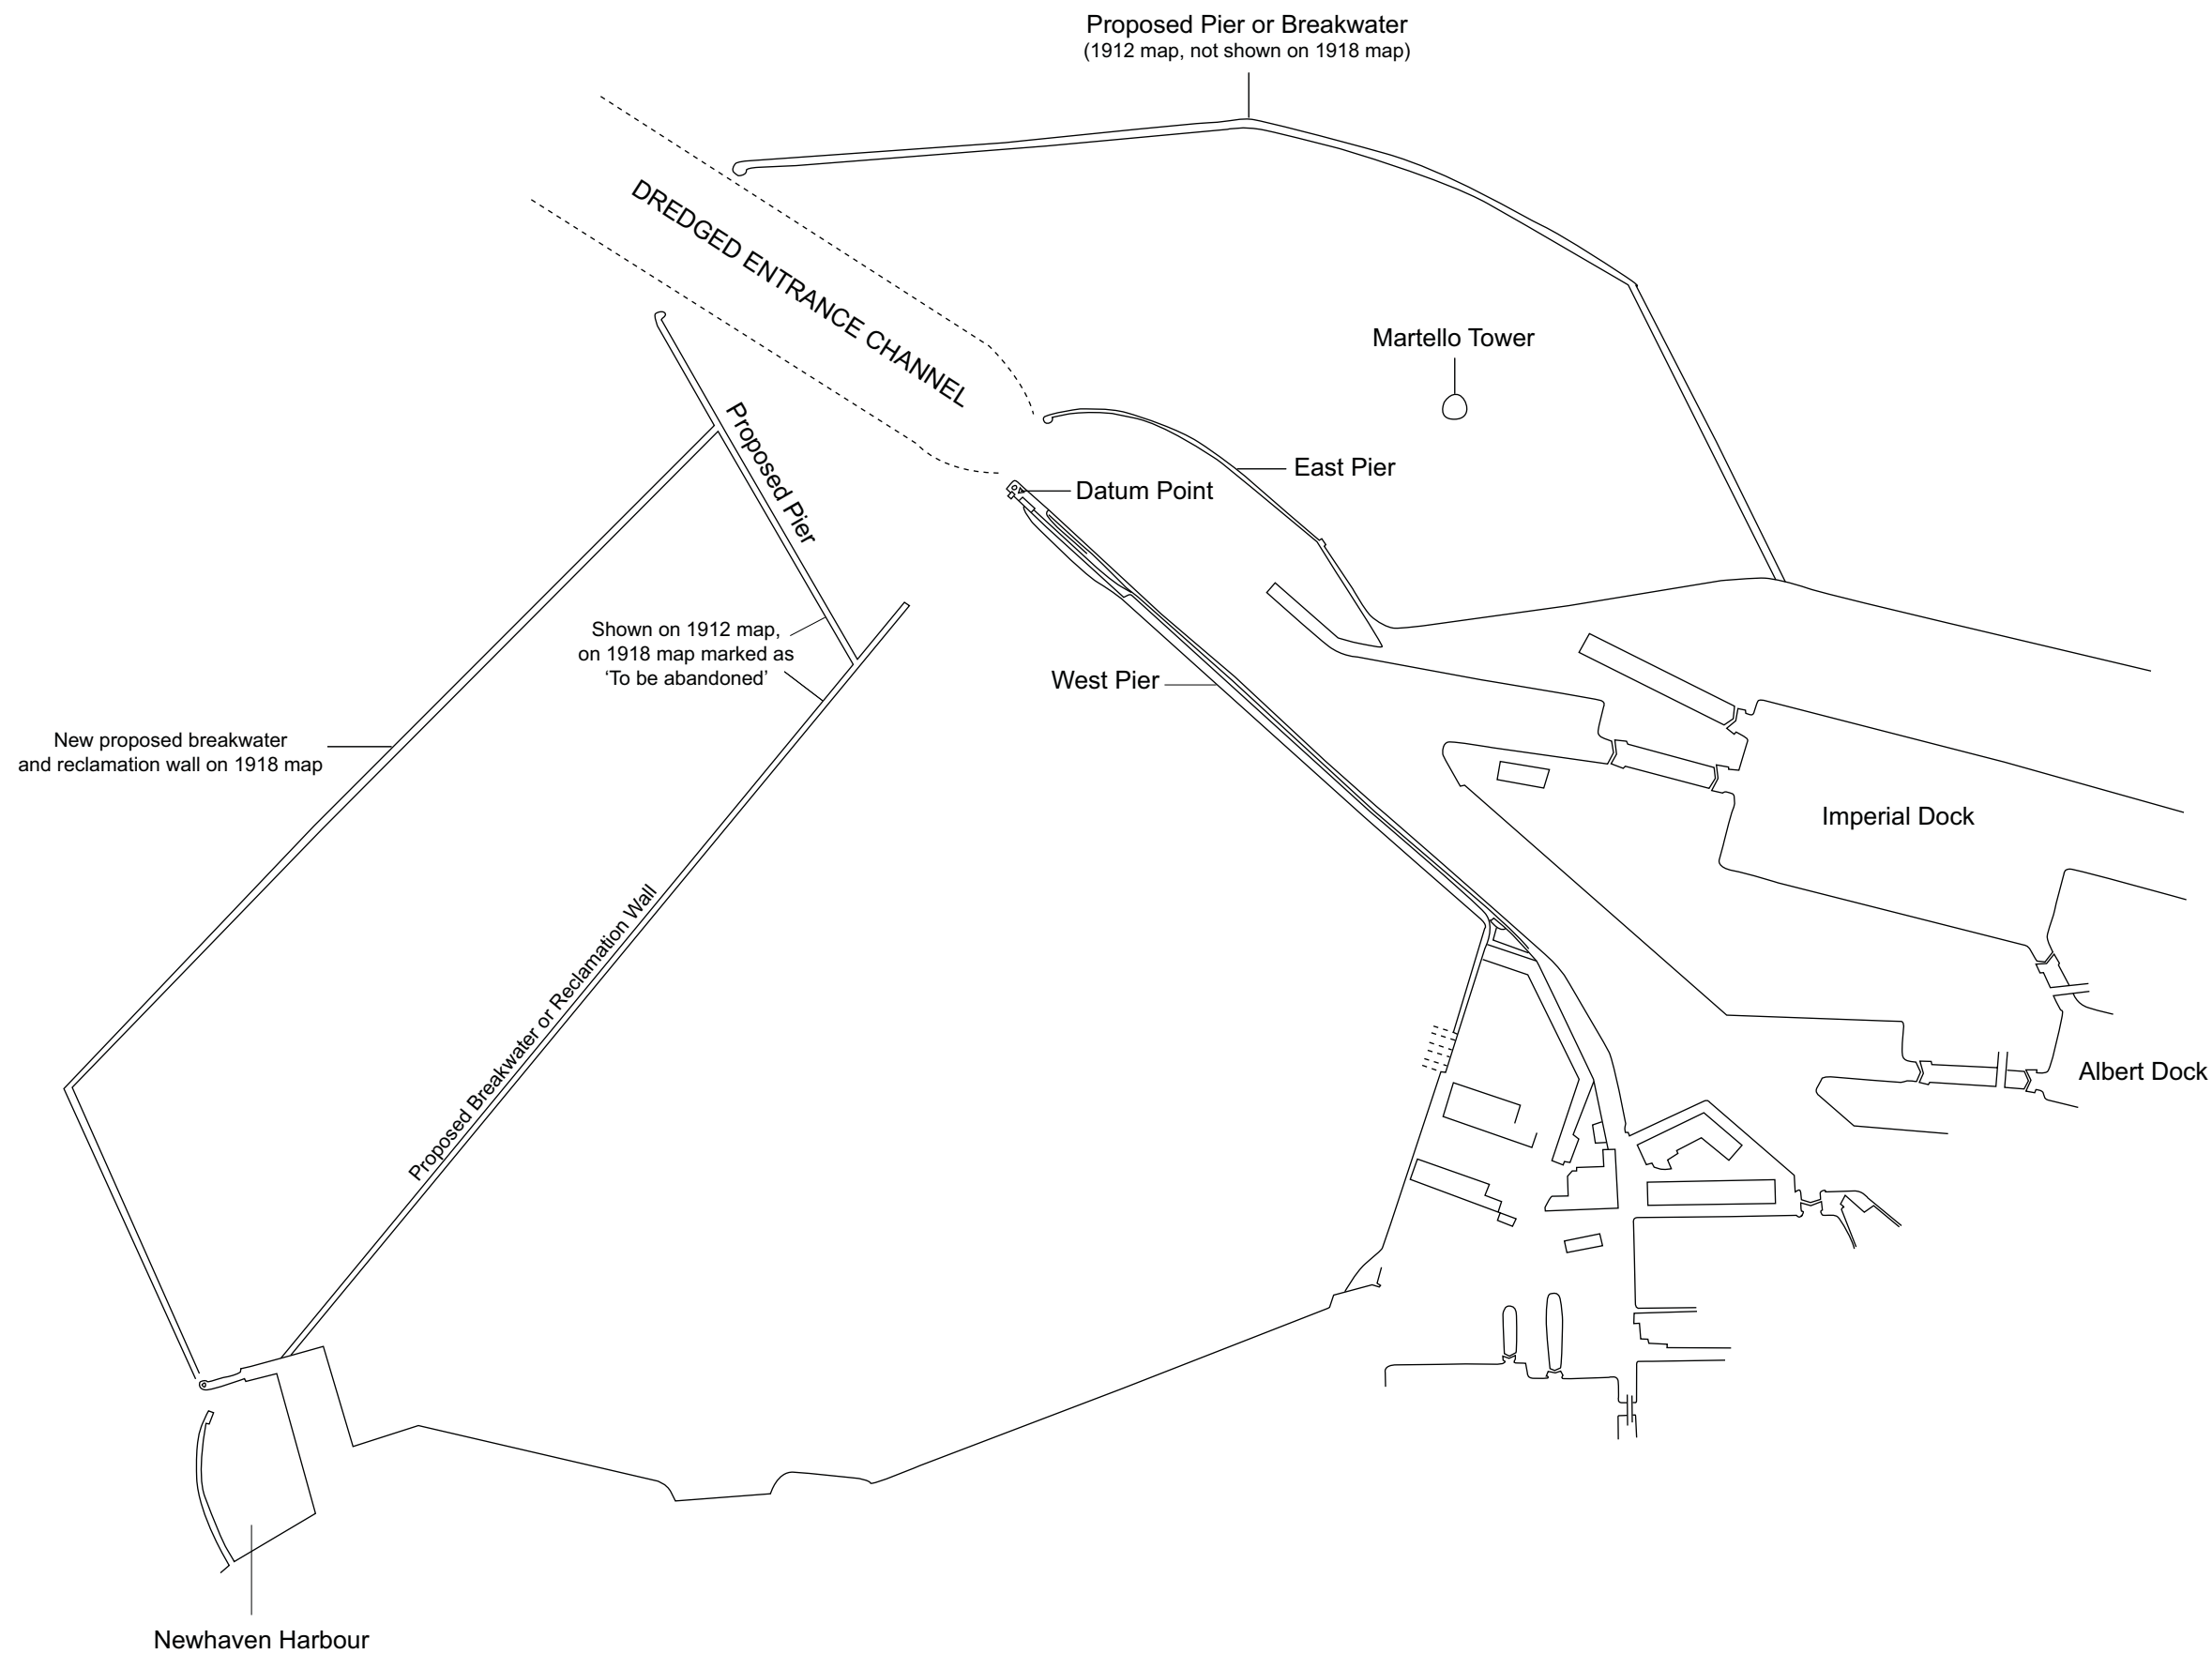 Proposed Pier or Breakwater
(1912 map, not shown on 1918 map)
DREDGED ENTRANCE CHANNEL
Martello Tower
East Pier
Datum Point
Proposed Pier
Shown on 1912 map,
on 1918 map marked as
‘To be abandoned’
West Pier
New proposed breakwater
and reclamation wall on 1918 map
Imperial Dock
Proposed Breakwater or Reclamation Wall
Albert Dock
Newhaven Harbour